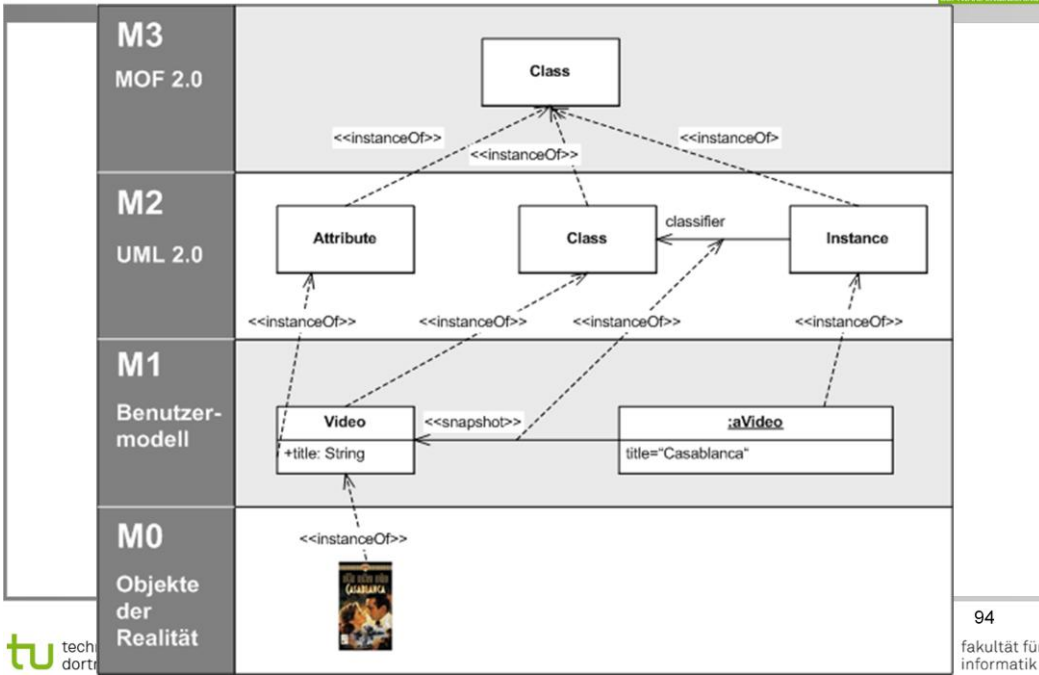 M3
MOF 2.0
Class
<<instanceOf>>
<<instanceOf>>
<<instanceOf>
M2
UML 2.0
Attribute
Class
classifier
Instance
<<instanceOf>>
<<instanceOf>>
<<instanceOf>>
<<instanceOf>>
M1
Benutzer-
modell
Video
+title: String
<<snapshot>>
:aVideo
title="Casablanca"
M0
Objekte
der
Realität
<<instanceOf>>
CASABLANCA
94
tu
fakultät für
informatik